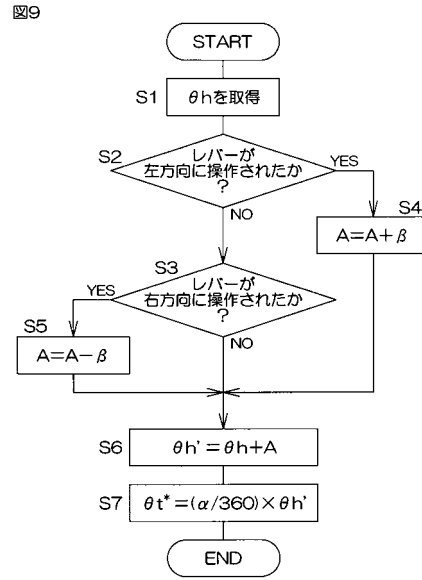 図9
START
S1
θhを取得
S2
レバーが
左方向に操作されたか
?
YES
NO
S4
A=A+β
S3
レバーが
右方向に操作されたか
?
YES
NO
S5
A=A-β
S6
θh'=θh+A
S7
θt*=(α/360)×θh'
END